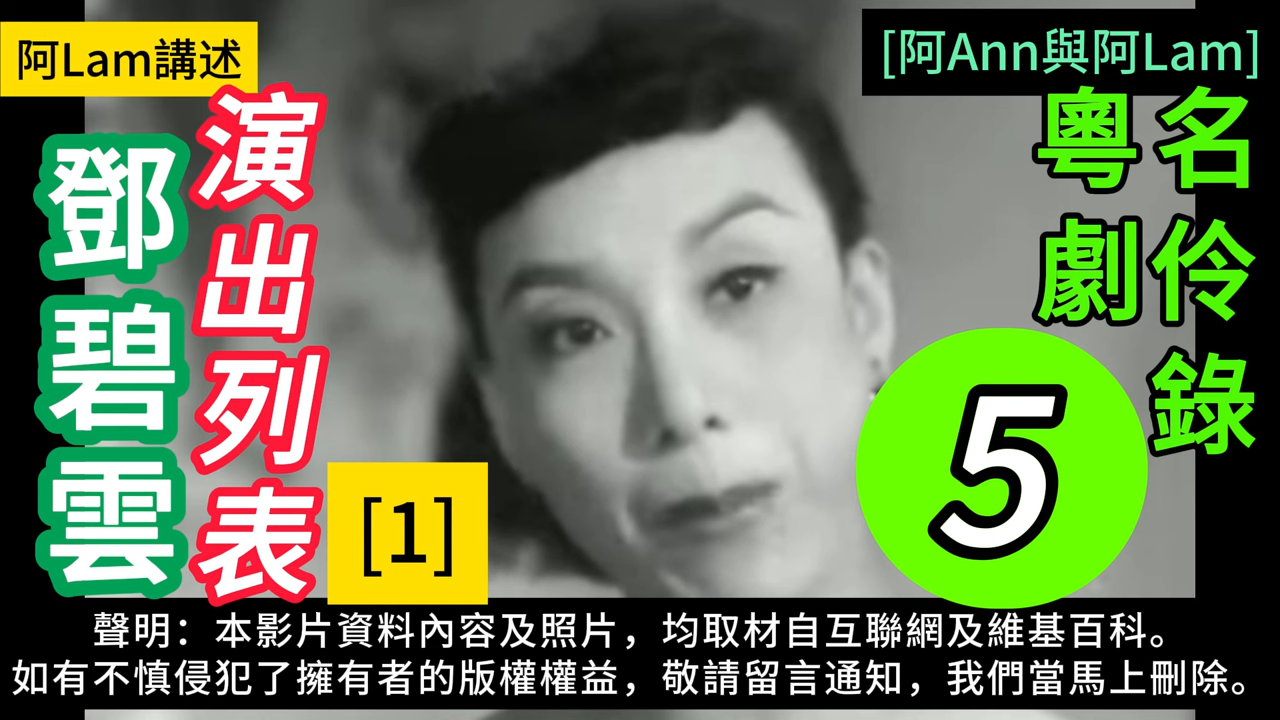 阿Lam講述
[阿Ann與阿Lam]
鄧碧雲
演出列表
[1]
粵劇
名伶錄
5
聲明：本影片資料內容及照片，均取材自互聯網及維基百科。
如有不慎侵犯了擁有者的版權權益，敬請留言通知，我們當馬上刪除。